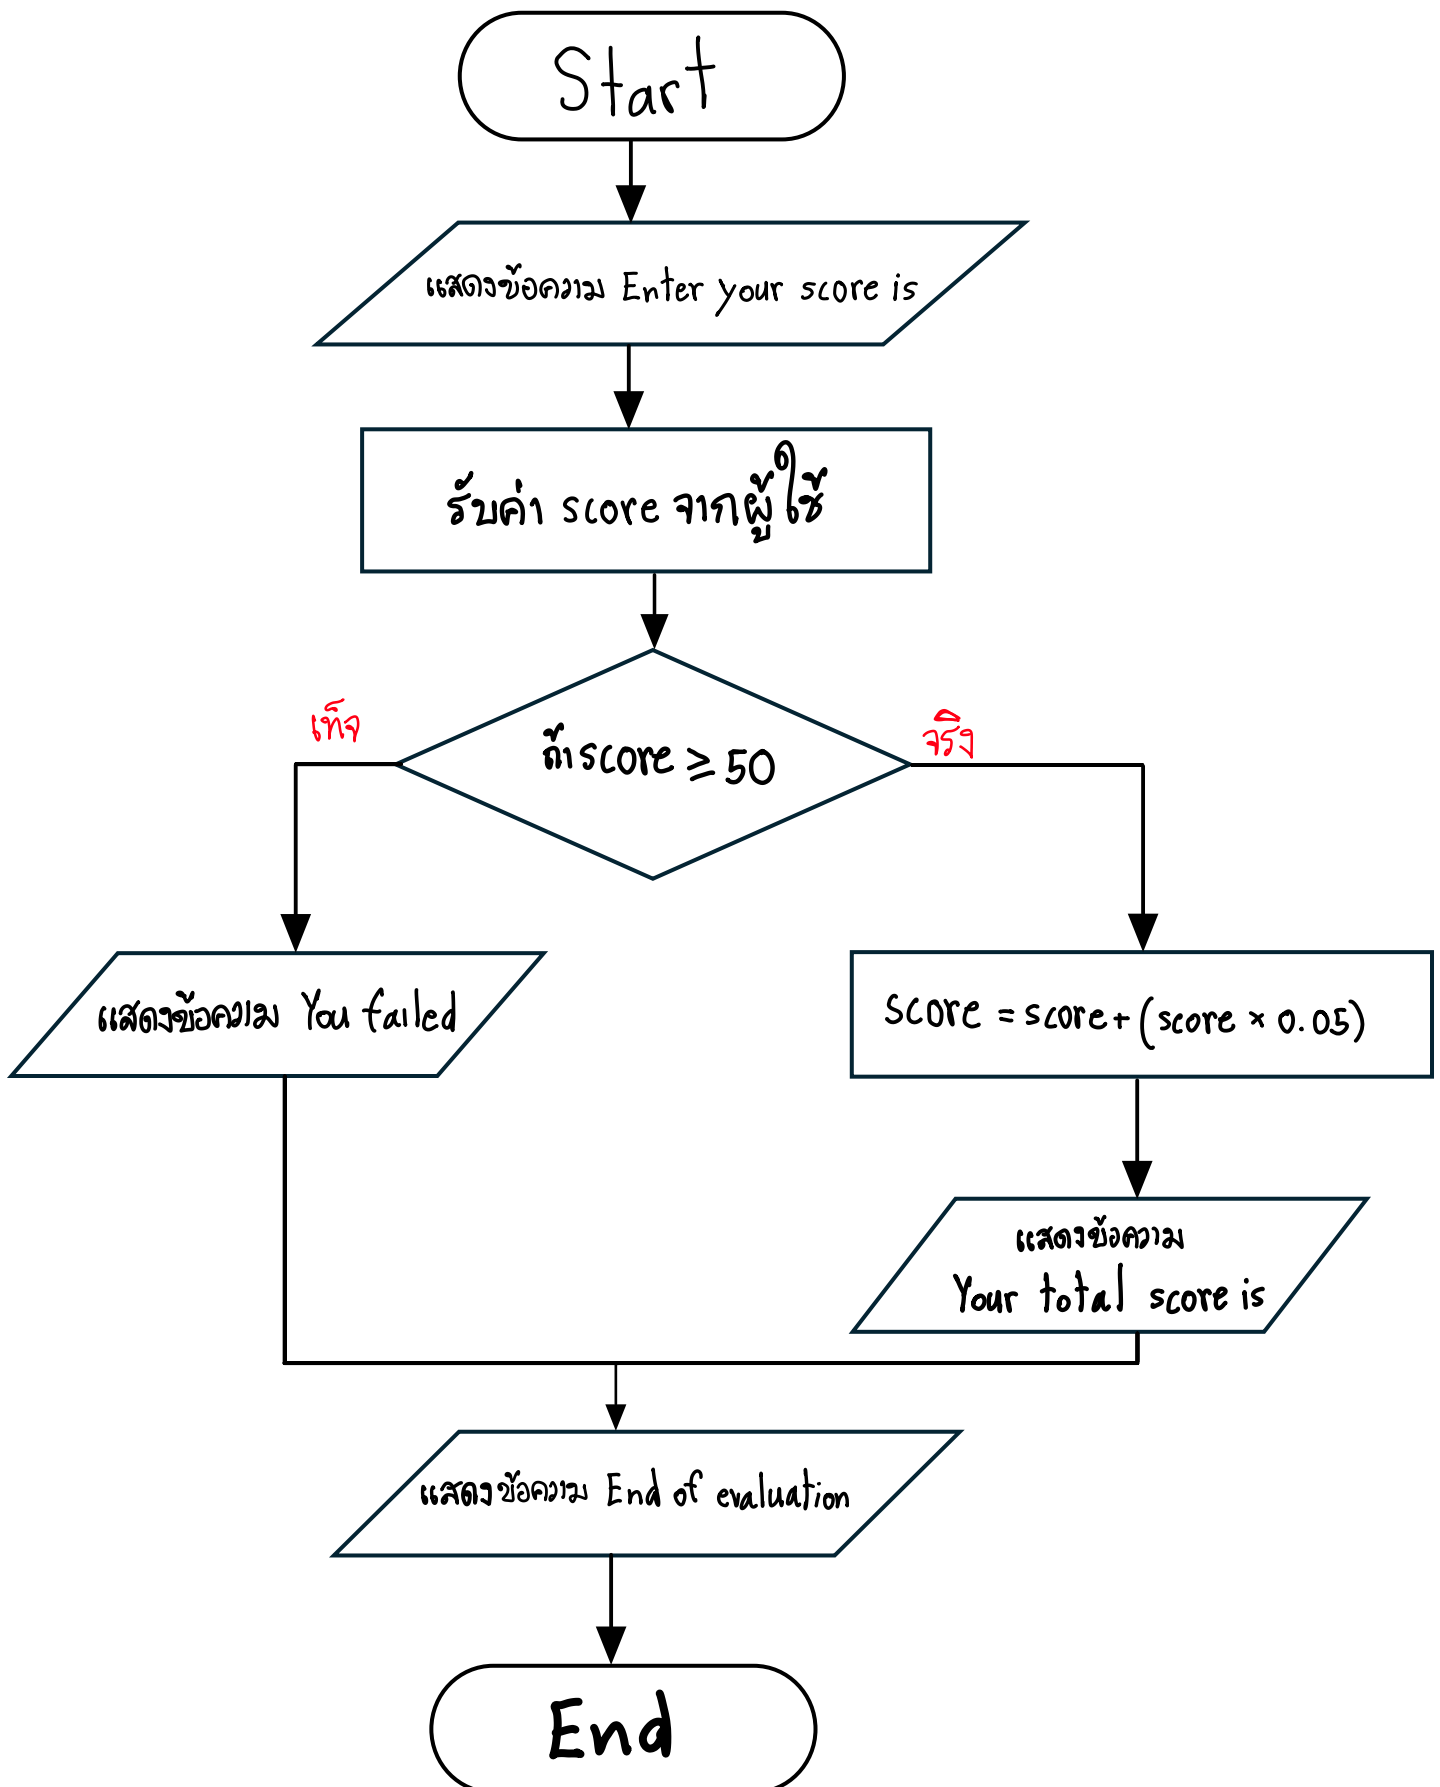 Start
แสดงข้อความ Enter your score is
รับค่า score จากผู้ใช้
เท็จ
จริง
ถ้า score ≥ 50
แสดงข้อความ You failed
score = score + (score × 0.05)
แสดงข้อความ
Your total score is
แสดงข้อความ End of evaluation
End